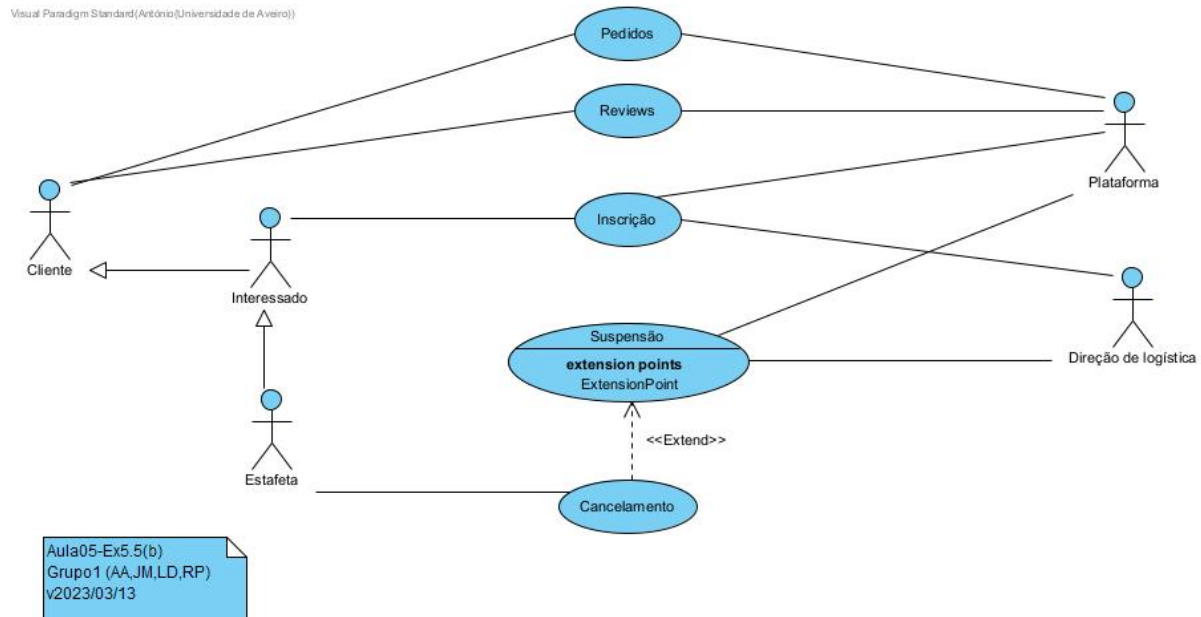 Visual Paradigm Standard(António(Universidade de Aveiro))
Pedidos
Reviews
Plataforma
Inscrição
Cliente
Interessado
Suspensão
extension points
ExtensionPoint
Direção de logística
<<Extend>>
Estafeta
Cancelamento
Aula05-Ex5.5(b)
Grupo1 (AA,JM,LD,RP)
v2023/03/13